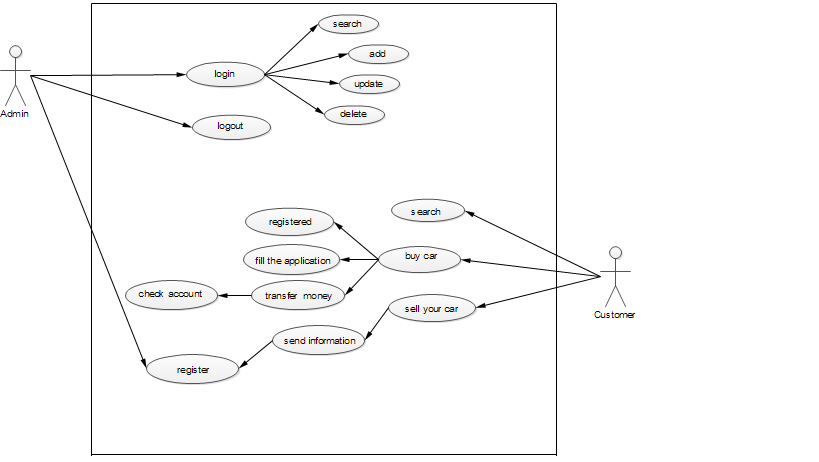 search
add
login
update
Admin
delete
logout
search
registered
buy car
fill the application
check account
transfer money
sell your car
Customer
send information
register